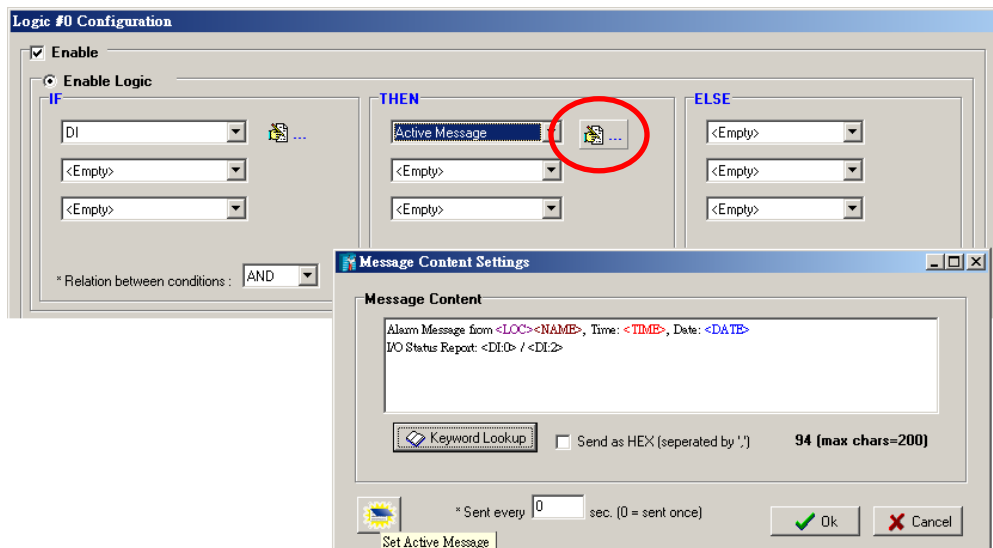 Logic #0 Configuration
Enable
Enable Logic
IF THEN ELSE
DI ... Active Message ... <Empty>
<Empty> <Empty> <Empty>
<Empty> <Empty> <Empty>
* Relation between conditions : AND
Message Content Settings
Message Content
Alarm Message from <LOC><NAME>, Time: <TIME>, Date: <DATE>
I/O Status Report: <DI:0> / <DI:2>
Keyword Lookup Send as HEX (seperated by ',') 94 (max chars=200)
* Sent every 0 sec. (0 = sent once) Ok Cancel
Set Active Message